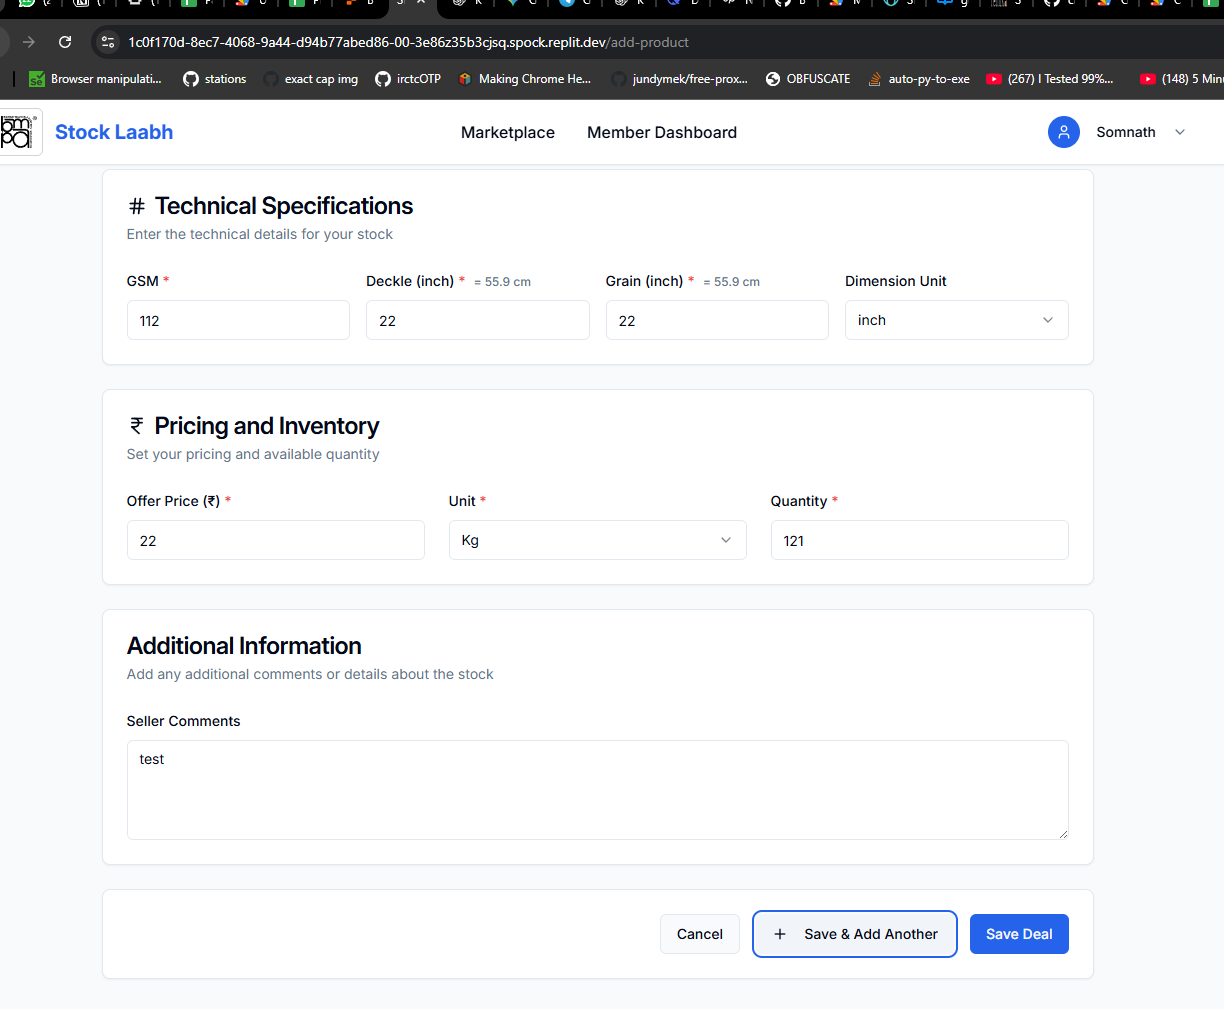 1c0f170d-8ec7-4068-9a44-d94b77abed86-00-3e86z35b3cjsq.spock.replit.dev/add-product
Browser manipulati... stations exact cap img irctcOTP Making Chrome He... jundymek/free-prox... OBFUSCATE auto-py-to-exe (267) I Tested 99%... (148) 5 Min
bmpa Stock Laabh Marketplace Member Dashboard Somnath
# Technical Specifications
Enter the technical details for your stock
GSM * Deckle (inch) * = 55.9 cm Grain (inch) * = 55.9 cm Dimension Unit
112 22 22 inch
₹ Pricing and Inventory
Set your pricing and available quantity
Offer Price (₹) * Unit * Quantity *
22 Kg 121
Additional Information
Add any additional comments or details about the stock
Seller Comments
test
Cancel + Save & Add Another Save Deal